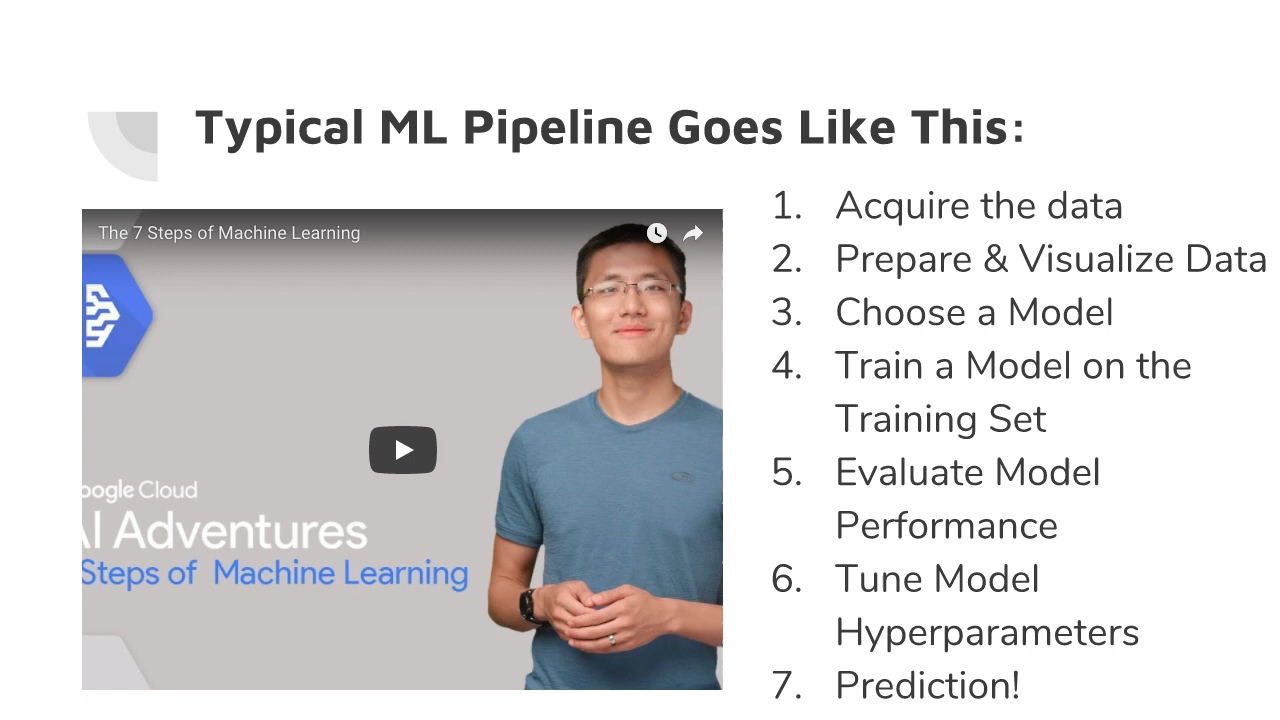 Typical ML Pipeline Goes Like This:
The 7 Steps of Machine Learning
oogle Cloud
AI Adventures
Steps of Machine Learning
1. Acquire the data
2. Prepare & Visualize Data
3. Choose a Model
4. Train a Model on the
Training Set
5. Evaluate Model
Performance
6. Tune Model
Hyperparameters
7. Prediction!